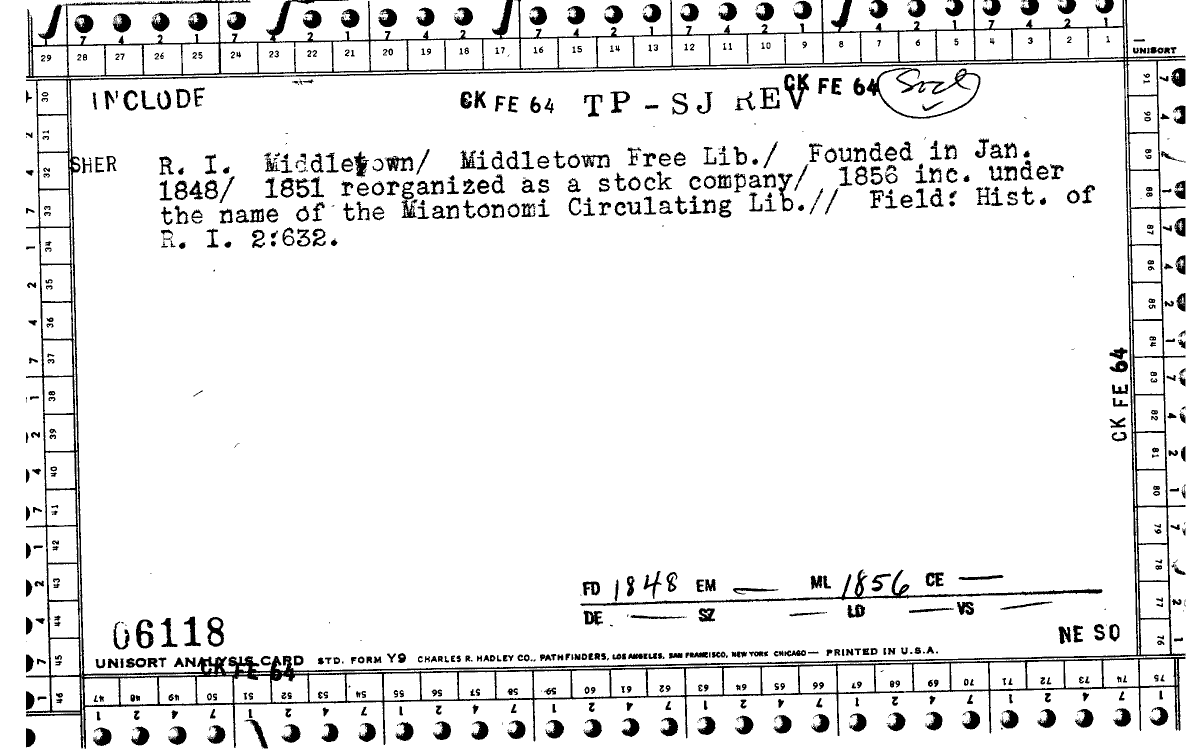 7 4 2 1 7 4 2 1 7 4 2 1 7 4 2 1 7 4 2 1 7 4 2 1 7 4 2 1
29 28 27 26 25 24 23 22 21 20 19 18 17 16 15 14 13 12 11 10 9 8 7 6 5 4 3 2 1 UNISORT
INCLUDE CK FE 64 TP - SJ REV CK FE 64 Socl
SHER R. I. Middletown/ Middletown Free Lib./ Founded in Jan.
1848/ 1851 reorganized as a stock company/ 1856 inc. under
the name of the Miantonomi Circulating Lib.// Field: Hist. of
R. I. 2:632.
CK FE 64
FD 1848 EM — ML 1856 CE —
DE — SZ — LD — VS —
06118
NE SO
UNISORT ANALYSIS CARD STD. FORM Y9 CHARLES R. HADLEY CO., PATHFINDERS, LOS ANGELES, SAN FRANCISCO, NEW YORK CHICAGO — PRINTED IN U.S.A.
CK FE 64
30
31
32
33
34
35
36
37
38
39
40
41
42
43
44
45
46
91
90
89
88
87
86
85
84
83
82
81
80
79
78
77
76
47 48 49 50 51 52 53 54 55 56 57 58 59 60 61 62 63 64 65 66 67 68 69 70 71 72 73 74 75